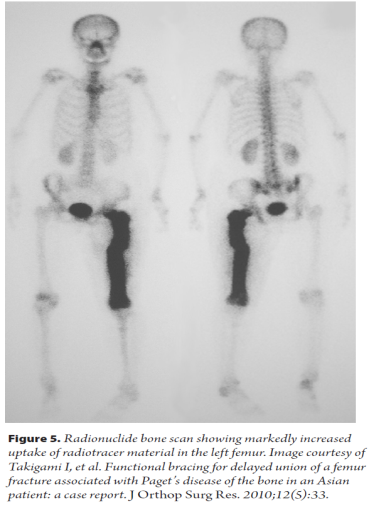 Figure 5. Radionuclide bone scan showing markedly increased
uptake of radiotracer material in the left femur. Image courtesy of
Takigami I, et al. Functional bracing for delayed union of a femur
fracture associated with Paget's disease of the bone in an Asian
patient: a case report. J Orthop Surg Res. 2010;12(5):33.